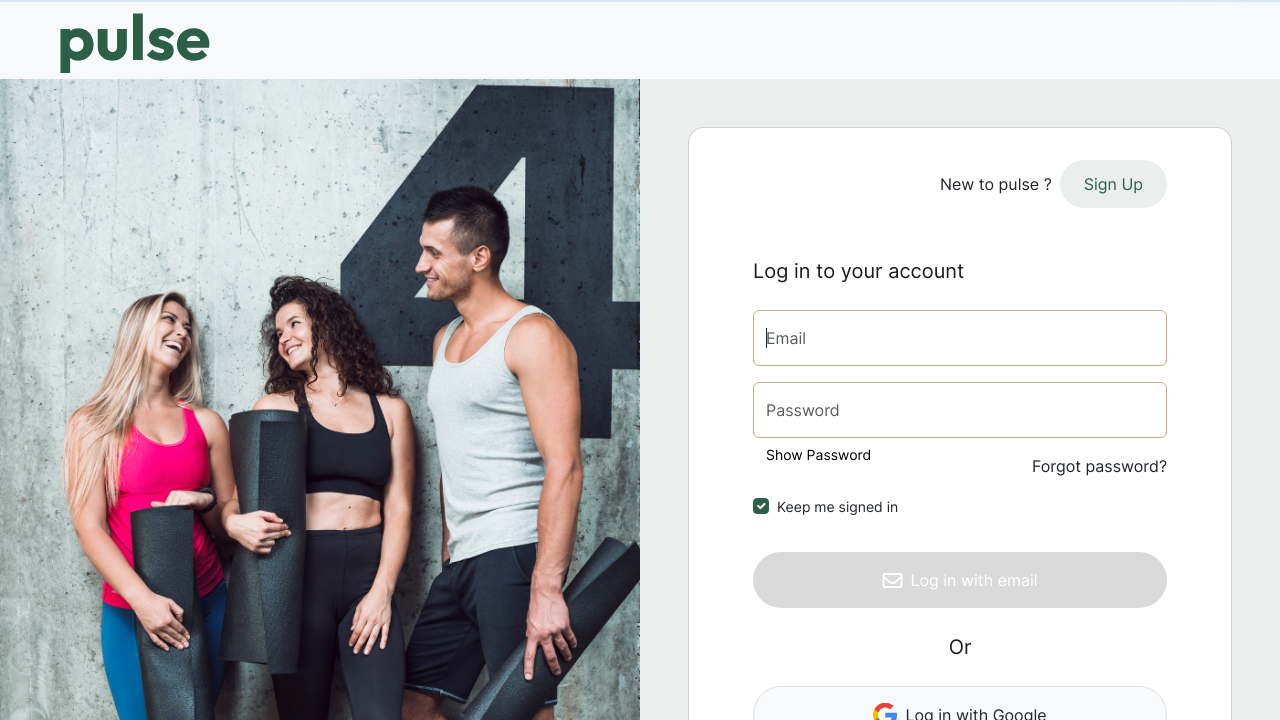 pulse
4
New to pulse ? Sign Up
Log in to your account
Email
Password
Show Password
Forgot password?
Keep me signed in
Log in with email
Or
Log in with Google